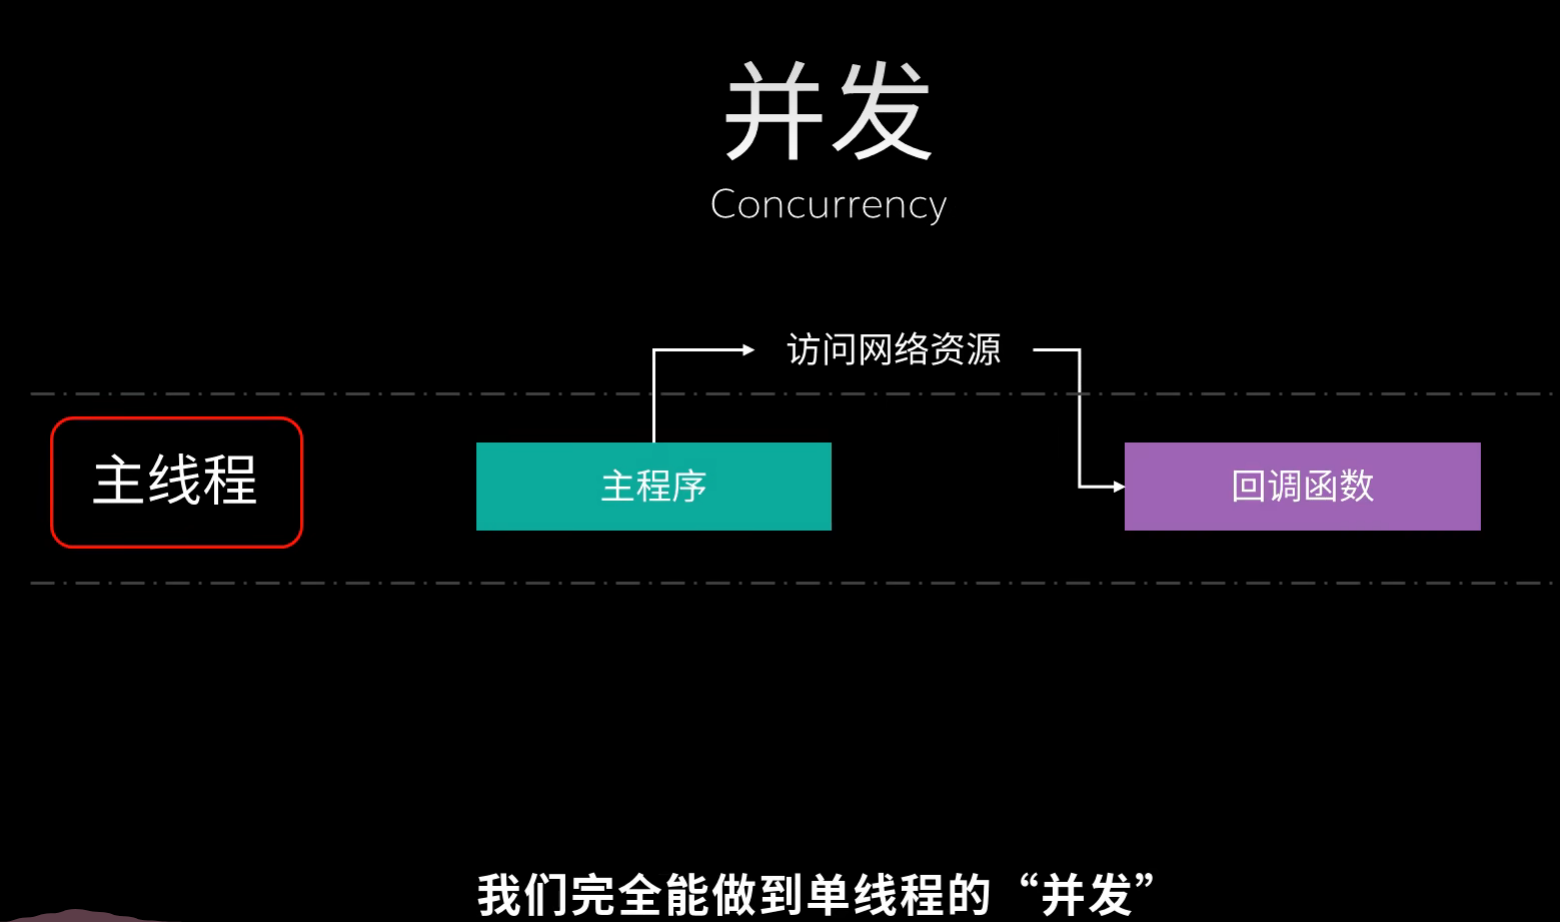 并发
Concurrency
访问网络资源
主线程
主程序
回调函数
我们完全能做到单线程的“并发”